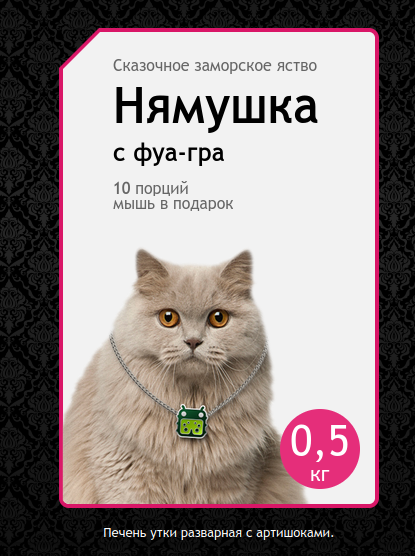 Сказочное заморское яство
Нямушка
с фуа-гра
10 порций
мышь в подарок
0,5
кг
Печень утки разварная с артишоками.